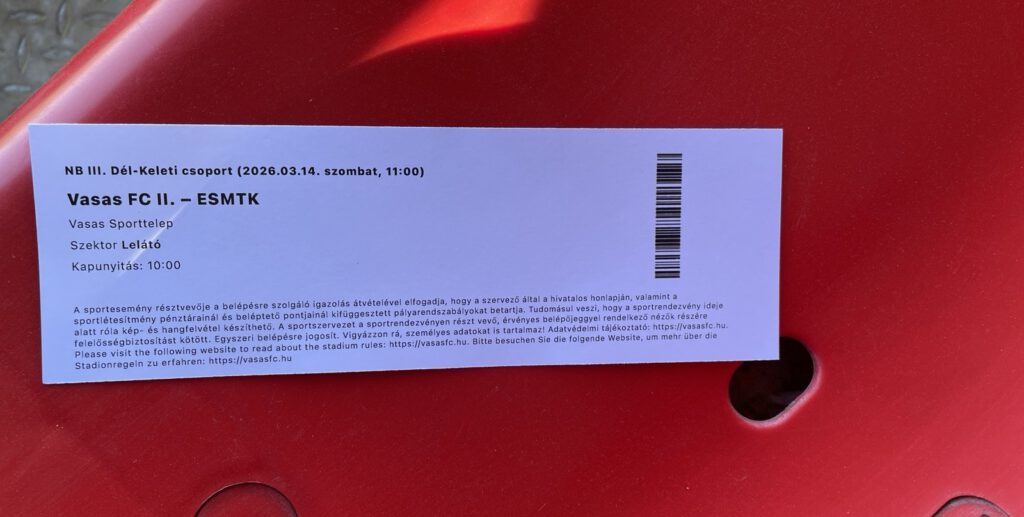 NB III. Dél-Keleti csoport (2026.03.14. szombat, 11:00)
Vasas FC II. – ESMTK
Vasas Sporttelep
Szektor Lelátó
Kapunyitás: 10:00
A sportesemény résztvevője a belépésre szolgáló igazolás átvételével elfogadja, hogy a szervező által a hivatalos honlapján, valamint a
sportlétesítmény pénztárainál és beléptető pontjainál kifüggesztett pályarendszabályokat betartja. Tudomásul veszi, hogy a sportrendezvény ideje
alatt róla kép- és hangfelvétel készíthető. A sportszervezet a sportrendezvényen részt vevő, érvényes belépőjeggyel rendelkező nézők részére
felelősségbiztosítást kötött. Egyszeri belépésre jogosít. Vigyázzon rá, személyes adatokat is tartalmaz! Adatvédelmi tájékoztató: https://vasasfc.hu.
Please visit the following website to read about the stadium rules: https://vasasfc.hu. Bitte besuchen Sie die folgende Website, um mehr über die
Stadionregeln zu erfahren: https://vasasfc.hu